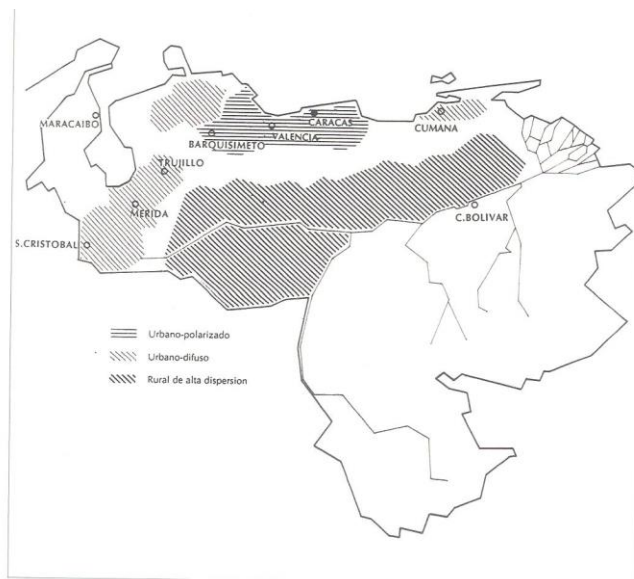 MARACAIBO
CARACAS
CUMANA
VALENCIA
BARQUISIMETO
TRUJILLO
MERIDA
C.BOLIVAR
S.CRISTOBAL
Urbano-polarizado
Urbano-difuso
Rural de alta dispersion